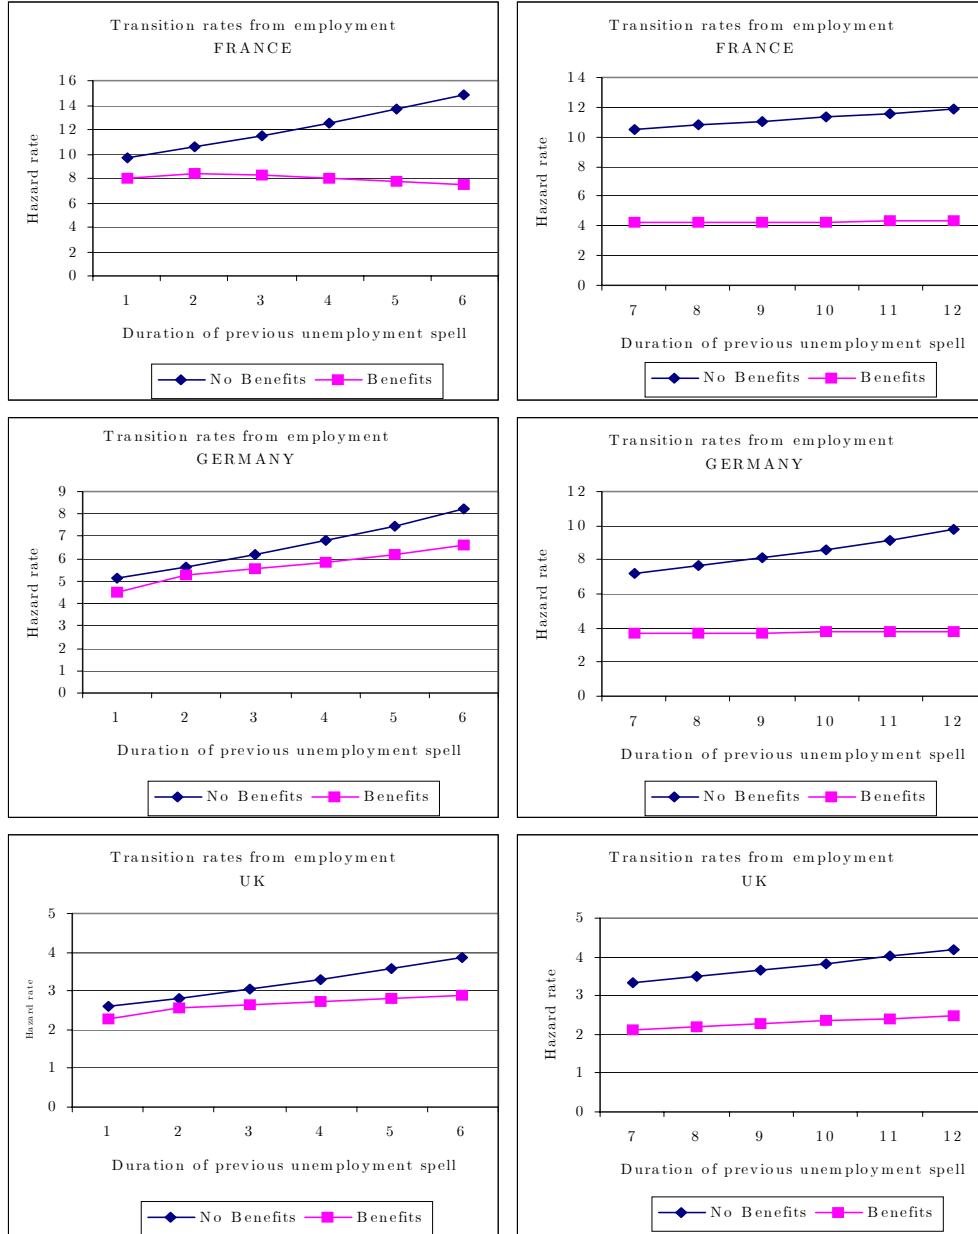 Transition rates from employment
FRANCE
16
14
12
10
8
6
4
2
0
Hazard rate
1 2 3 4 5 6
Duration of previous unemployment spell
No Benefits Benefits
Transition rates from employment
FRANCE
14
12
10
8
6
4
2
0
Hazard rate
7 8 9 10 11 12
Duration of previous unemployment spell
No Benefits Benefits
Transition rates from employment
GERMANY
9
8
7
6
5
4
3
2
1
0
Hazard rate
1 2 3 4 5 6
Duration of previous unemployment spell
No Benefits Benefits
Transition rates from employment
GERMANY
12
10
8
6
4
2
0
Hazard rate
7 8 9 10 11 12
Duration of previous unemployment spell
No Benefits Benefits
Transition rates from employment
UK
5
4
3
2
1
0
Hazard rate
1 2 3 4 5 6
Duration of previous unemployment spell
No Benefits Benefits
Transition rates from employment
UK
5
4
3
2
1
0
Hazard rate
7 8 9 10 11 12
Duration of previous unemployment spell
No Benefits Benefits